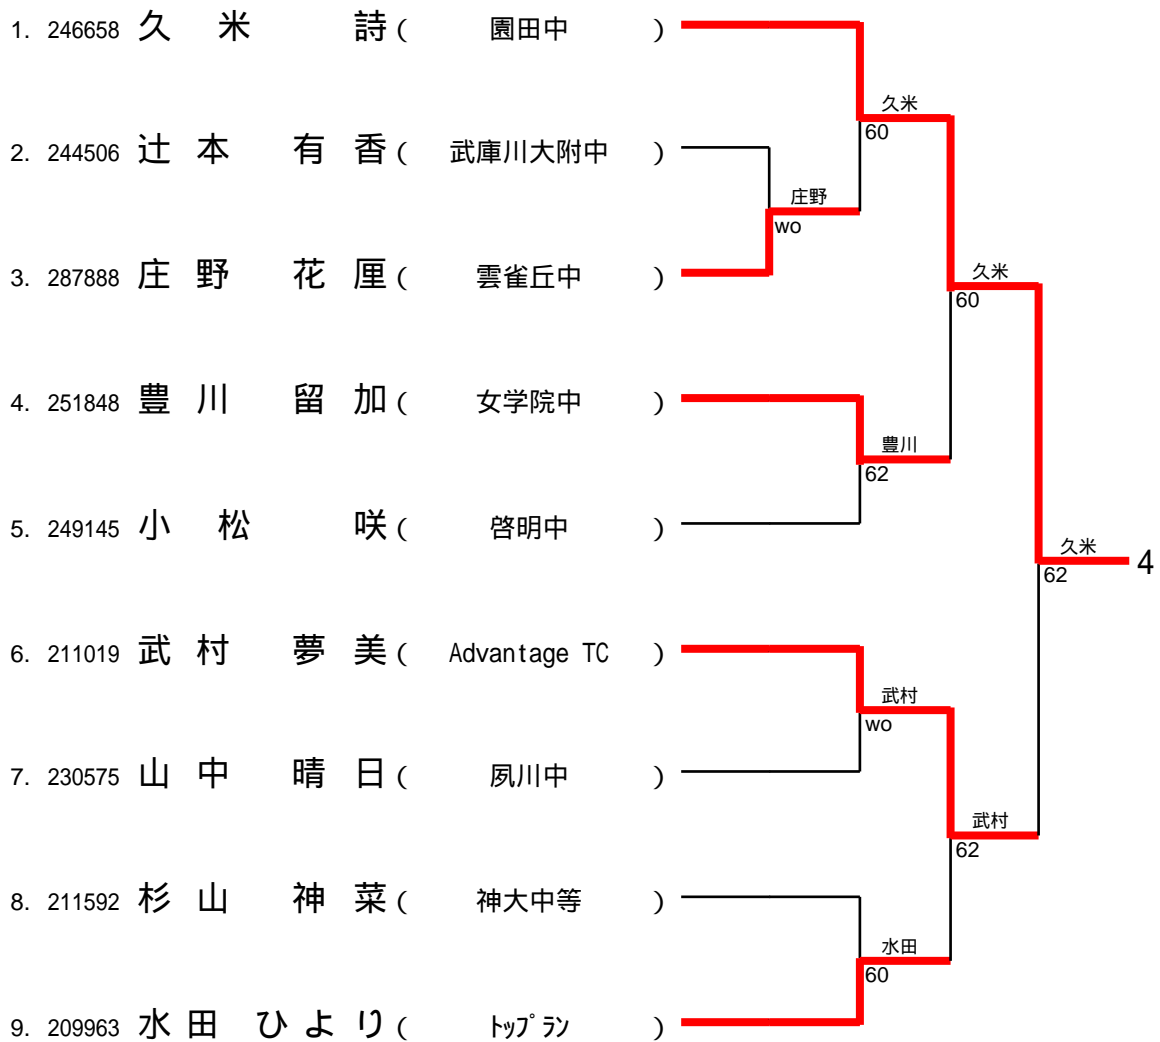 1. 246658 久 米 詩 ( 園田中 )
久米
60
2. 244506 辻 本 有 香 ( 武庫川大附中 )
庄野
wo
3. 287888 庄 野 花 厘 ( 雲雀丘中 )
久米
60
4. 251848 豊 川 留 加 ( 女学院中 )
豊川
62
5. 249145 小 松 咲 ( 啓明中 )
久米 4
62
6. 211019 武 村 夢 美 ( Advantage TC )
武村
wo
7. 230575 山 中 晴 日 ( 夙川中 )
武村
62
8. 211592 杉 山 神 菜 ( 神大中等 )
水田
60
9. 209963 水 田 ひ よ り ( ﾄｯﾌﾟﾗﾝ )